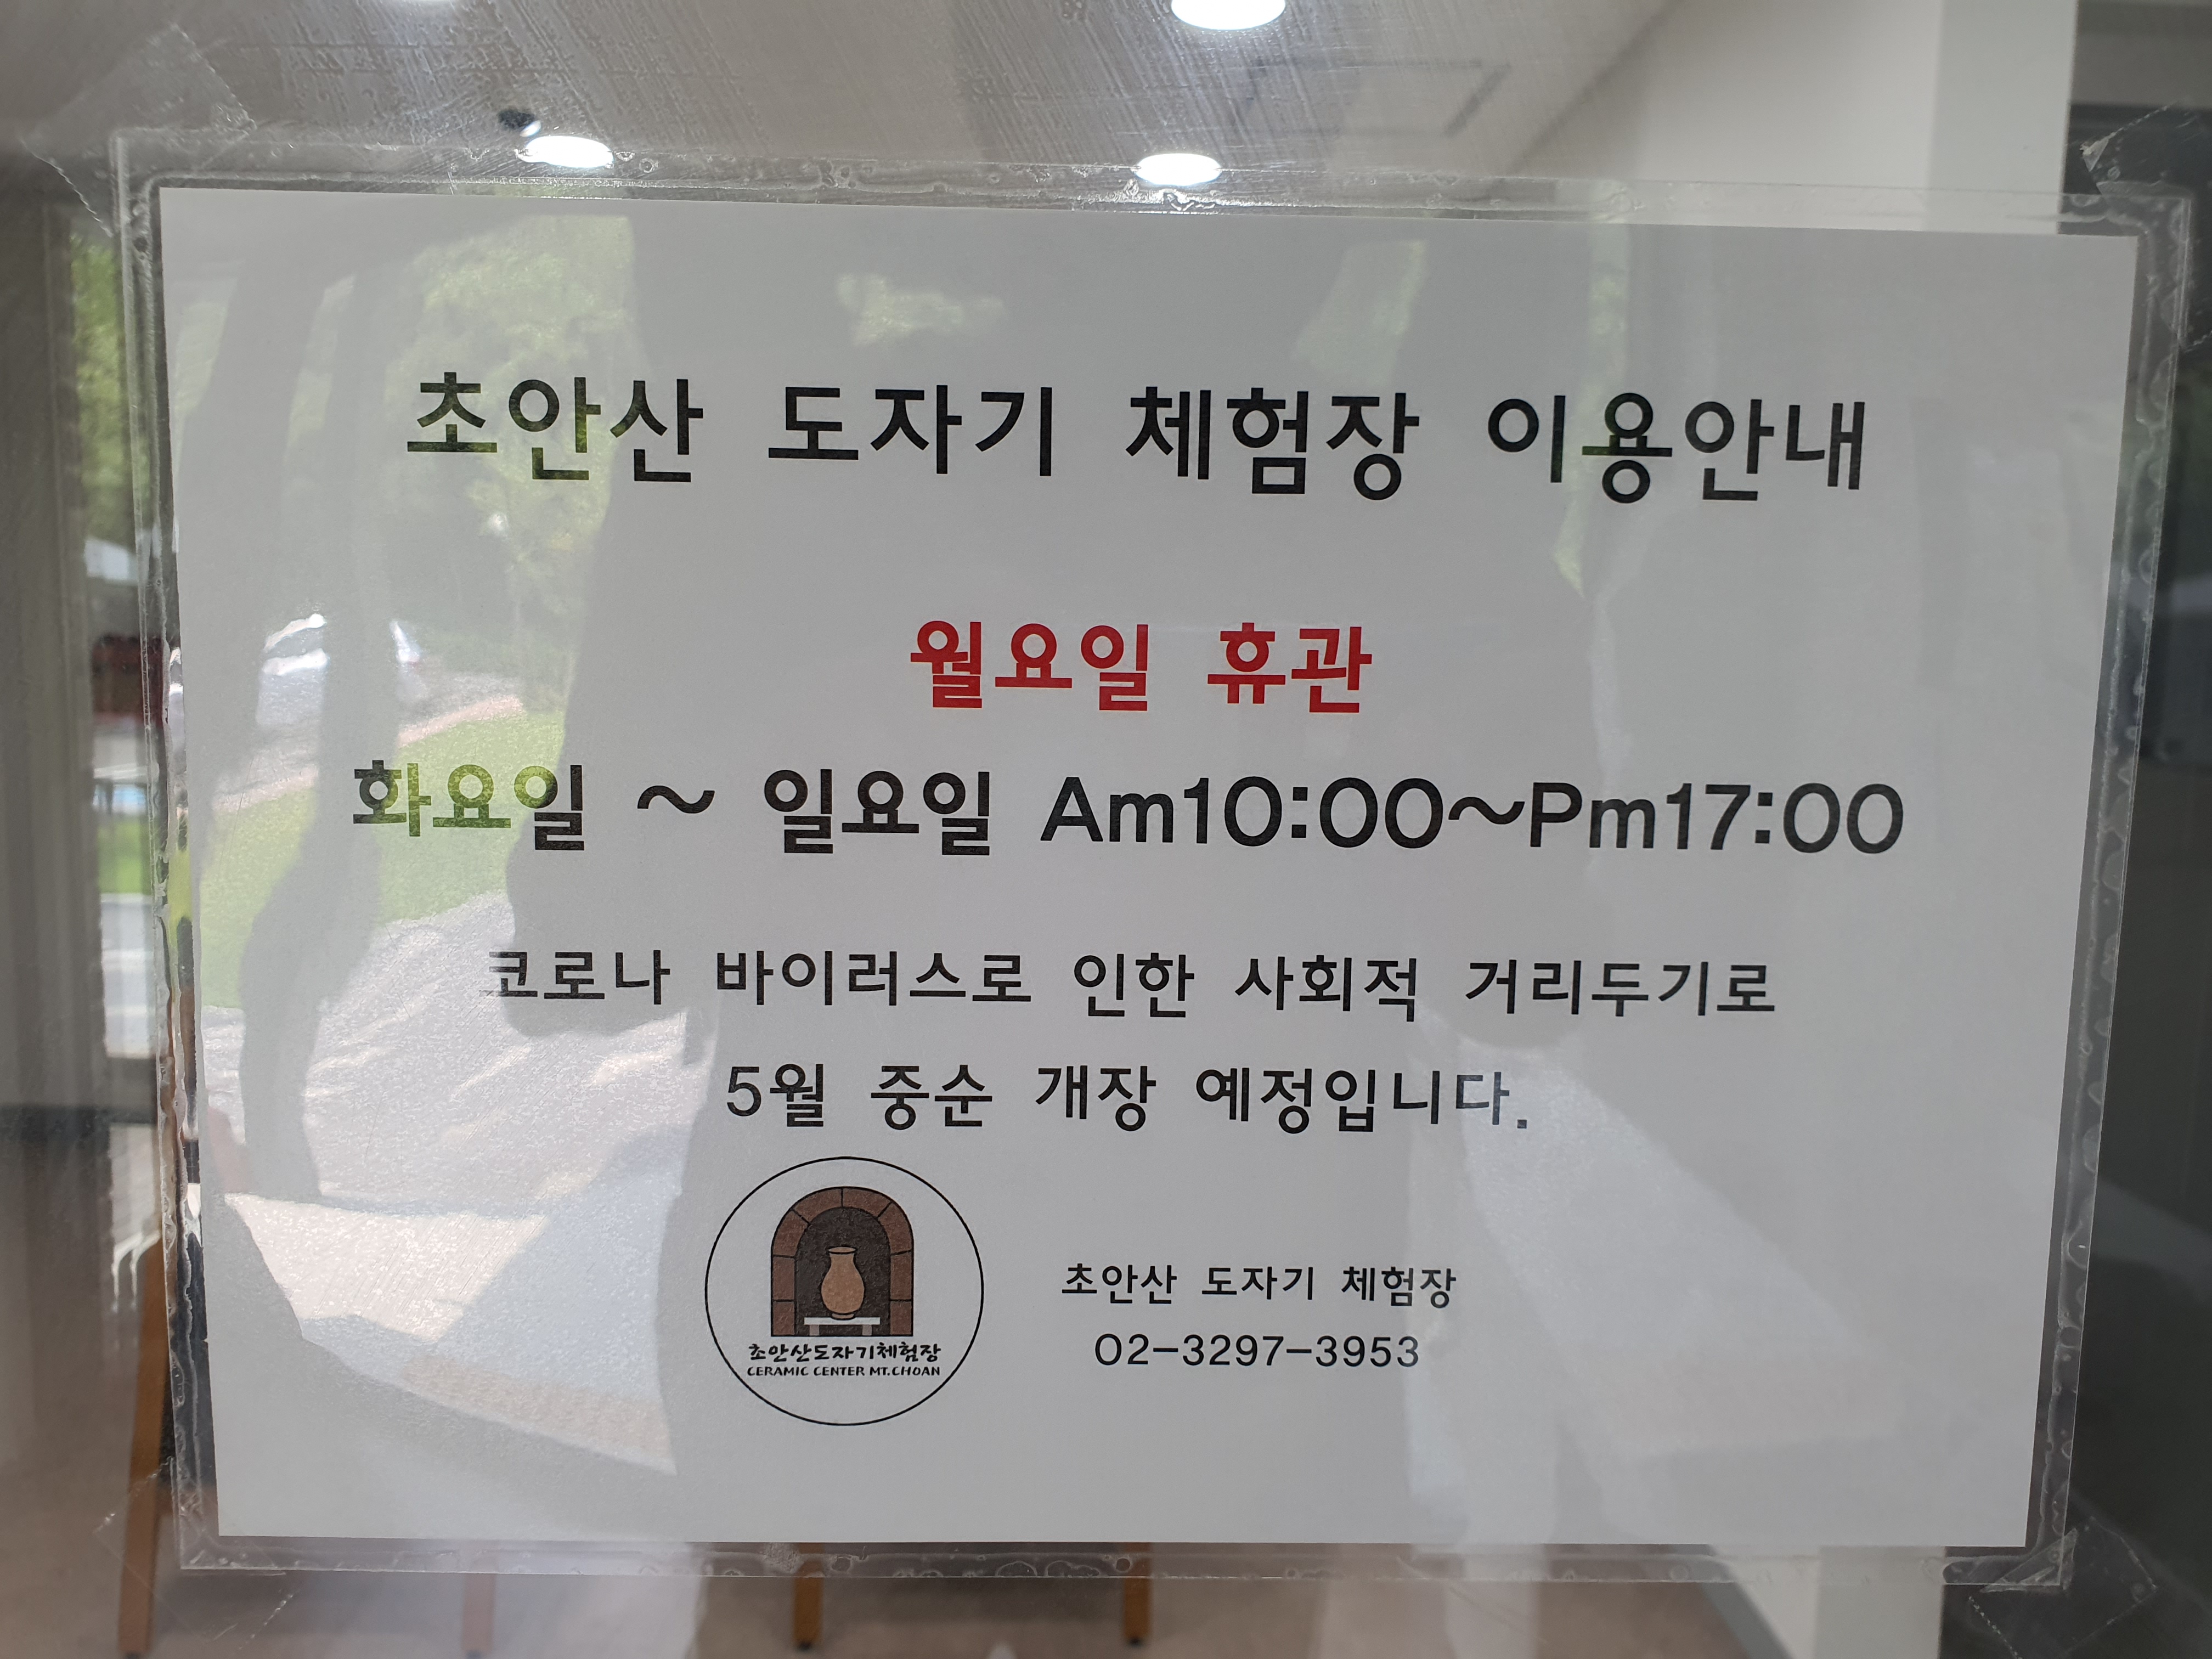 초안산 도자기 체험장 이용안내
월요일 휴관
화요일 ~ 일요일 Am10:00~Pm17:00
코로나 바이러스로 인한 사회적 거리두기로
5월 중순 개장 예정입니다.
초안산도자기체험장
CERAMIC CENTER MT.CHOAN
초안산 도자기 체험장
02-3297-3953